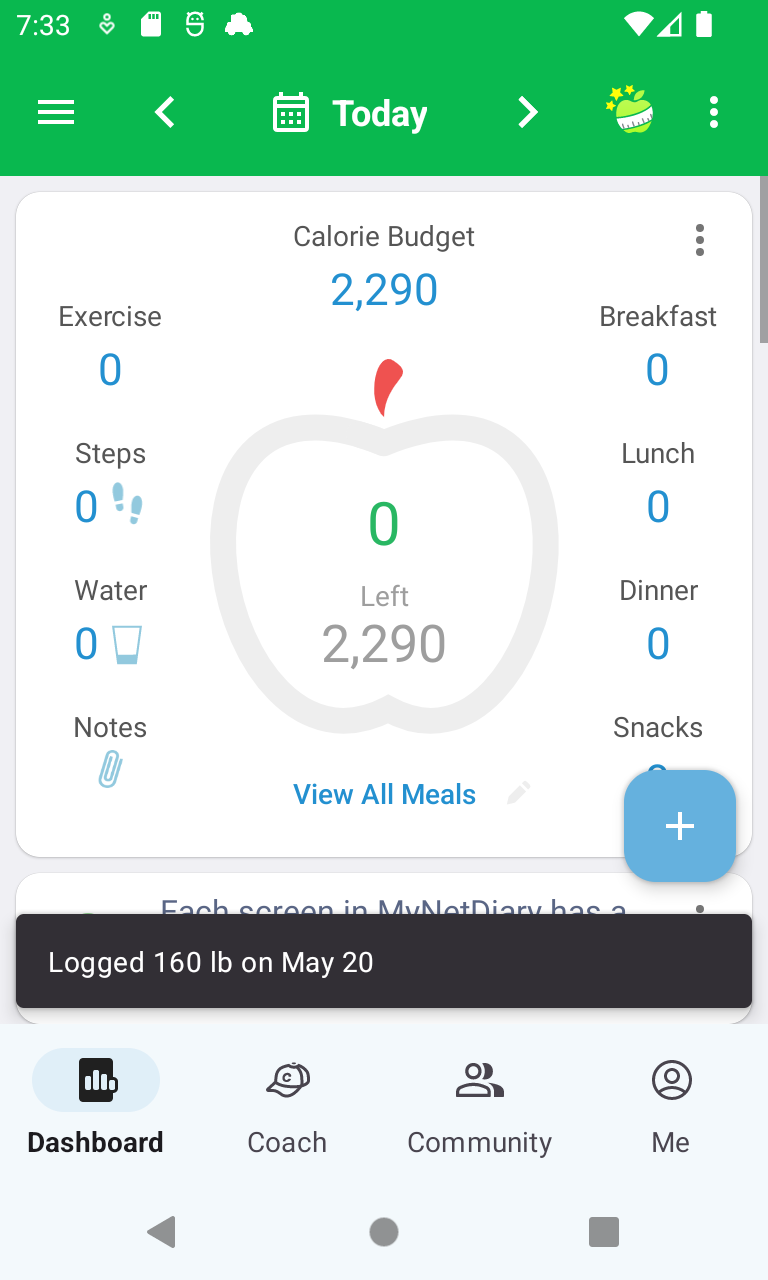 7:33
Today
Calorie Budget
2,290
Exercise
0
Breakfast
0
Steps
0
Lunch
0
0
Left
2,290
Water
0
Dinner
0
Notes
Snacks
View All Meals
Each screen in MyNetDiary has a
Logged 160 lb on May 20
Dashboard
Coach
Community
Me